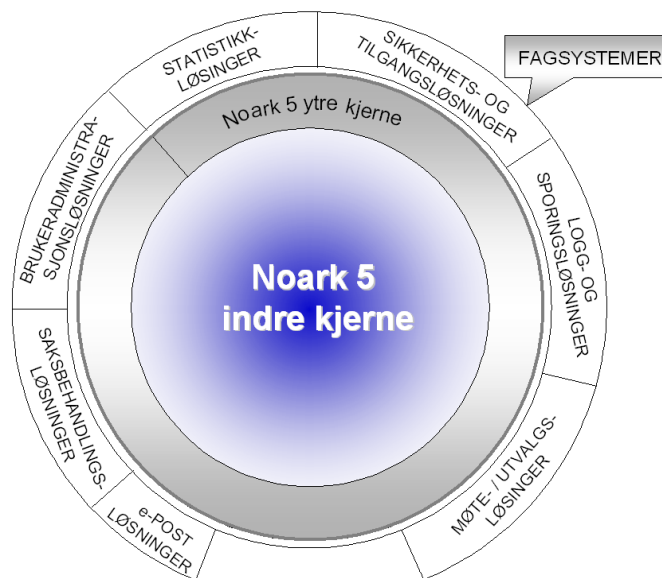 STATISTIKK-
LØSINGER
SIKKERHETS- OG
TILGANGSLØSNINGER
FAGSYSTEMER
BRUKERADMINISTRA-
SJONSLØSNINGER
Noark 5 ytre kjerne
LOGG- OG
SPORINGSLØSNINGER
Noark 5
indre kjerne
SAKSBEHANDLINGS-
LØSNINGER
e-POST
LØSNINGER
MØTE- / UTVALGS-
LØSINGER